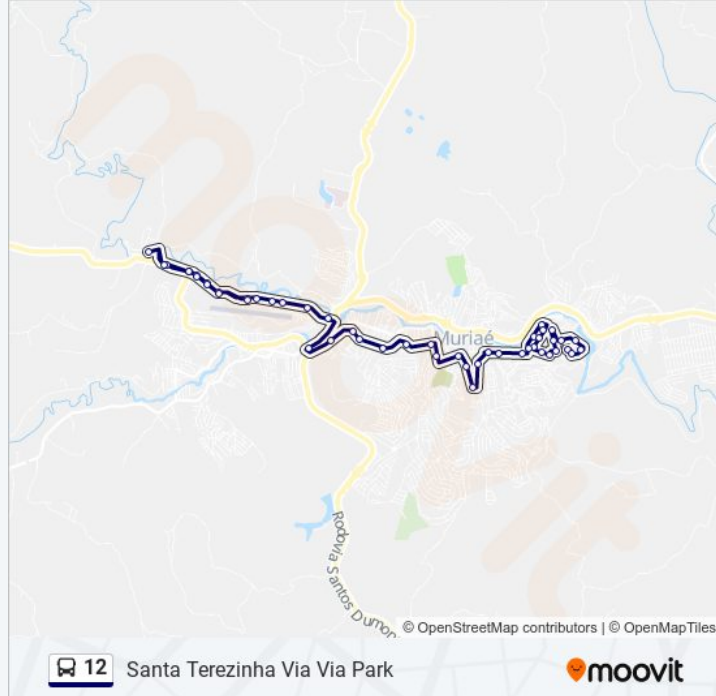 Muriaé
Rodovia Santos Dumon
© OpenStreetMap contributors | © OpenMapTiles
12 Santa Terezinha Via Via Park
moovit